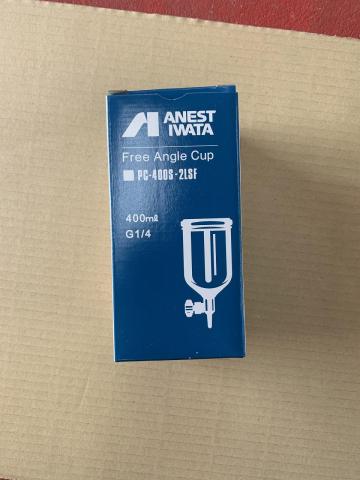 ANEST
IWATA
Free Angle Cup
PC-400S-2LSF
400mℓ
G1/4